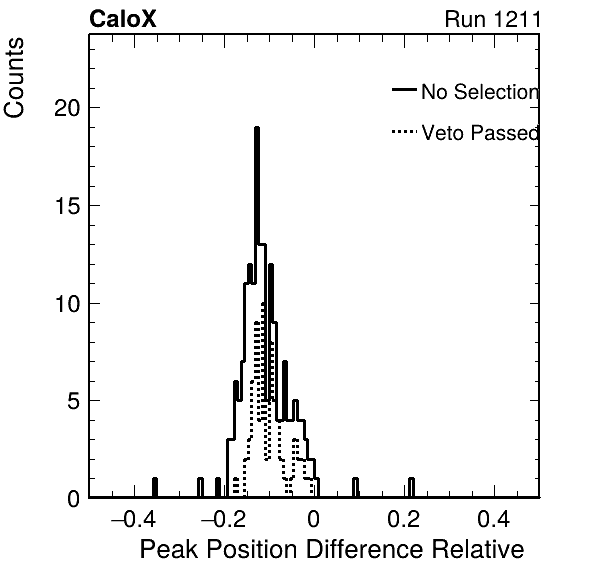 CaloX
Run 1211
Counts
No Selection
Veto Passed
20
15
10
5
0
−0.4 −0.2 0 0.2 0.4
Peak Position Difference Relative